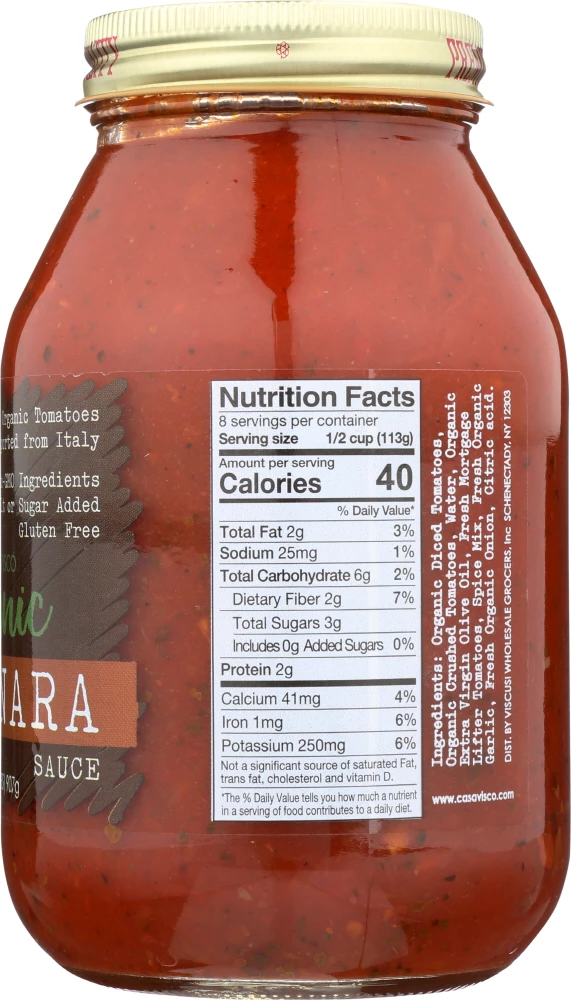 Organic Tomatoes
from Italy
Ingredients
or Sugar Added
Gluten Free
SAUCE
907g
Nutrition Facts
8 servings per container
Serving size 1/2 cup (113g)
Amount per serving
Calories 40
% Daily Value*
Total Fat 2g 3%
Sodium 25mg 1%
Total Carbohydrate 6g 2%
Dietary Fiber 2g 7%
Total Sugars 3g
Includes 0g Added Sugars 0%
Protein 2g
Calcium 41mg 4%
Iron 1mg 6%
Potassium 250mg 6%
Not a significant source of saturated Fat,
trans fat, cholesterol and vitamin D.
*The % Daily Value tells you how much a nutrient
in a serving of food contributes to a daily diet.
Ingredients: Organic Diced Tomatoes,
Organic Crushed Tomatoes, Water, Organic
Extra Virgin Olive Oil, Fresh Mortgage
Lifter Tomatoes, Spice Mix, Fresh Organic
Garlic, Fresh Organic Onion, Citric acid.
DIST. BY VISCUSI WHOLESALE GROCERS, Inc SCHENECTADY, NY 12303
www.casavisco.com